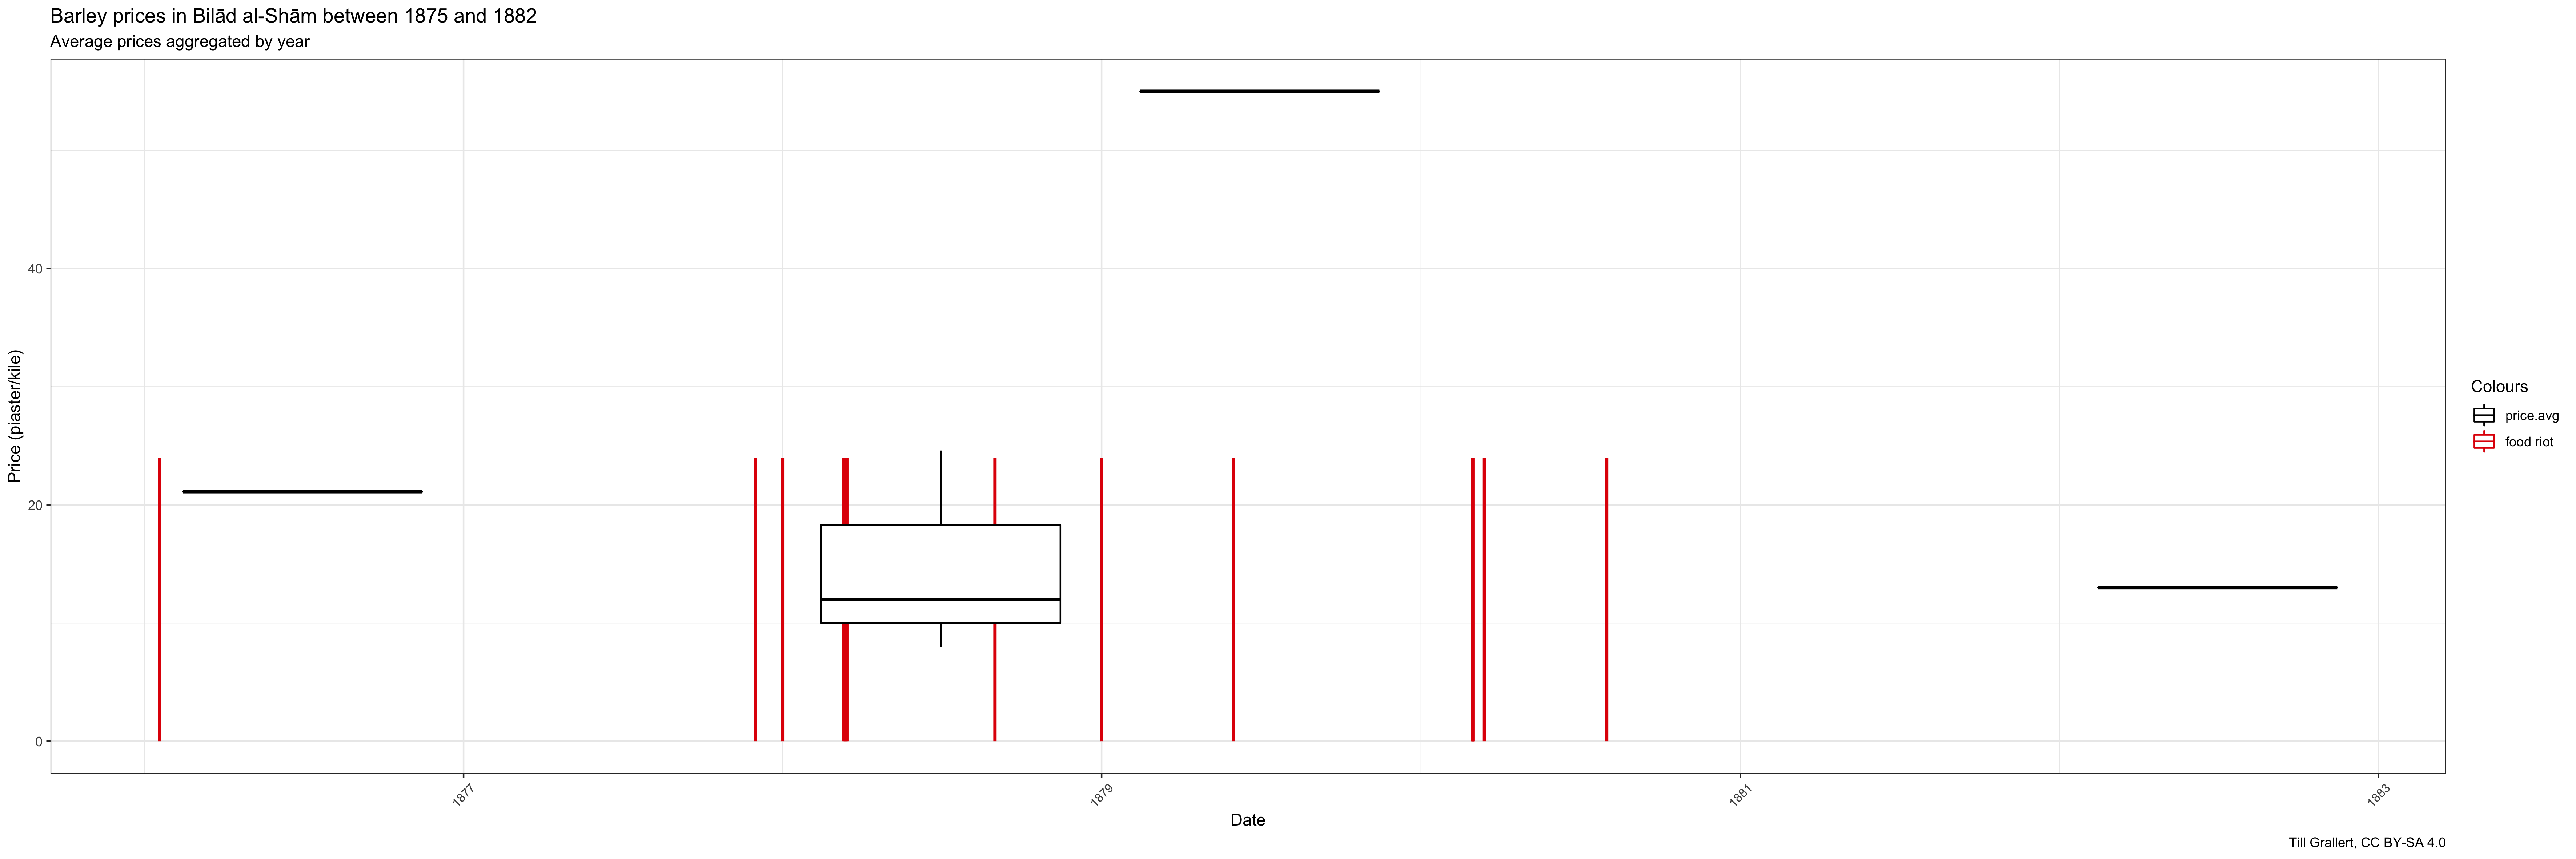 Barley prices in Bilād al-Shām between 1875 and 1882
Average prices aggregated by year
Price (piaster/kile)
40
20
0
1877
1879
1881
1883
Date
Colours
price.avg
food riot
Till Grallert, CC BY-SA 4.0